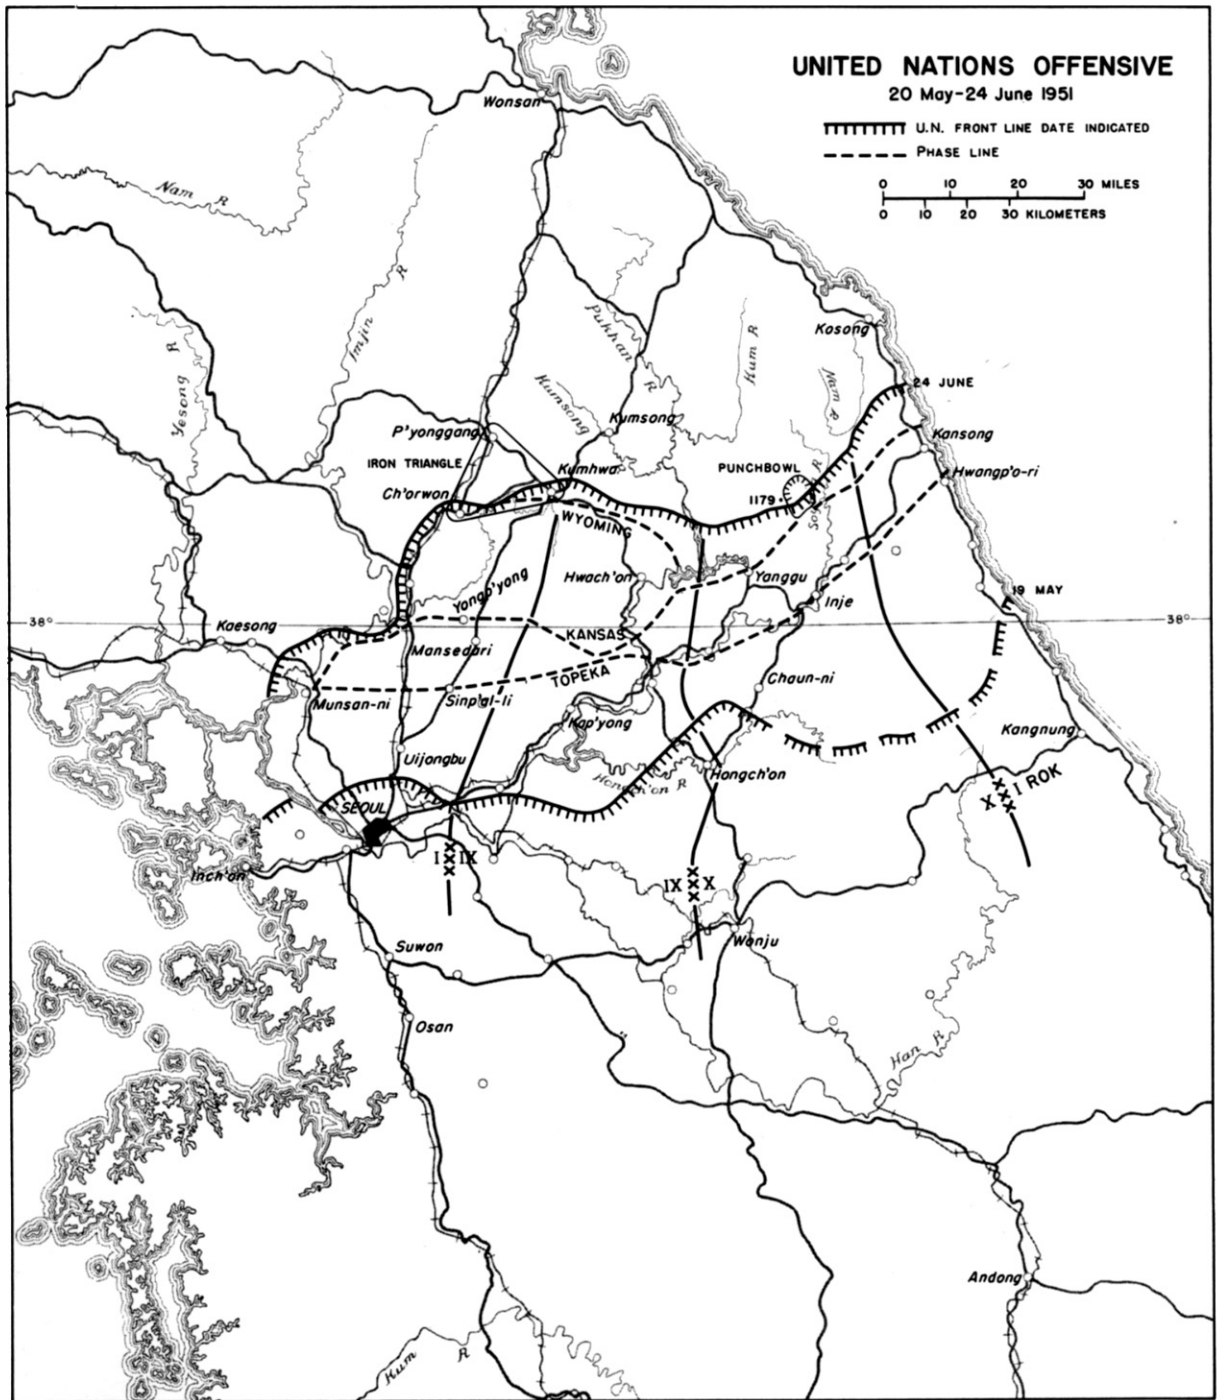 UNITED NATIONS OFFENSIVE
20 May-24 June 1951
U.N. FRONT LINE DATE INDICATED
PHASE LINE
0 10 20 30 MILES
0 10 20 30 KILOMETERS
Wonsan
Nam R
Imjin R
Yesong R
Pukhan R
Kum R
Nam R
Kosong
24 JUNE
Kumsong
Kumsong
P'yonggang
Kansong
IRON TRIANGLE
Kumhwa
PUNCHBOWL
Hwangp'o-ri
Ch'orwon
1179
R
WYOMING
Hwach'on
Yanggu
Yongp'yong
Inje
19 MAY
38°
38°
Kaesong
KANSAS
Mansedari
TOPEKA
Chaun-ni
Munsan-ni
Sinp'al-li
Kap'yong
Kangnung
Uijongbu
Hongch'on R
Hongch'on
X I ROK
SEOUL
I IX
IX X
Inch'on
Wonju
Suwon
Osan
Han R
Andong
Kum R